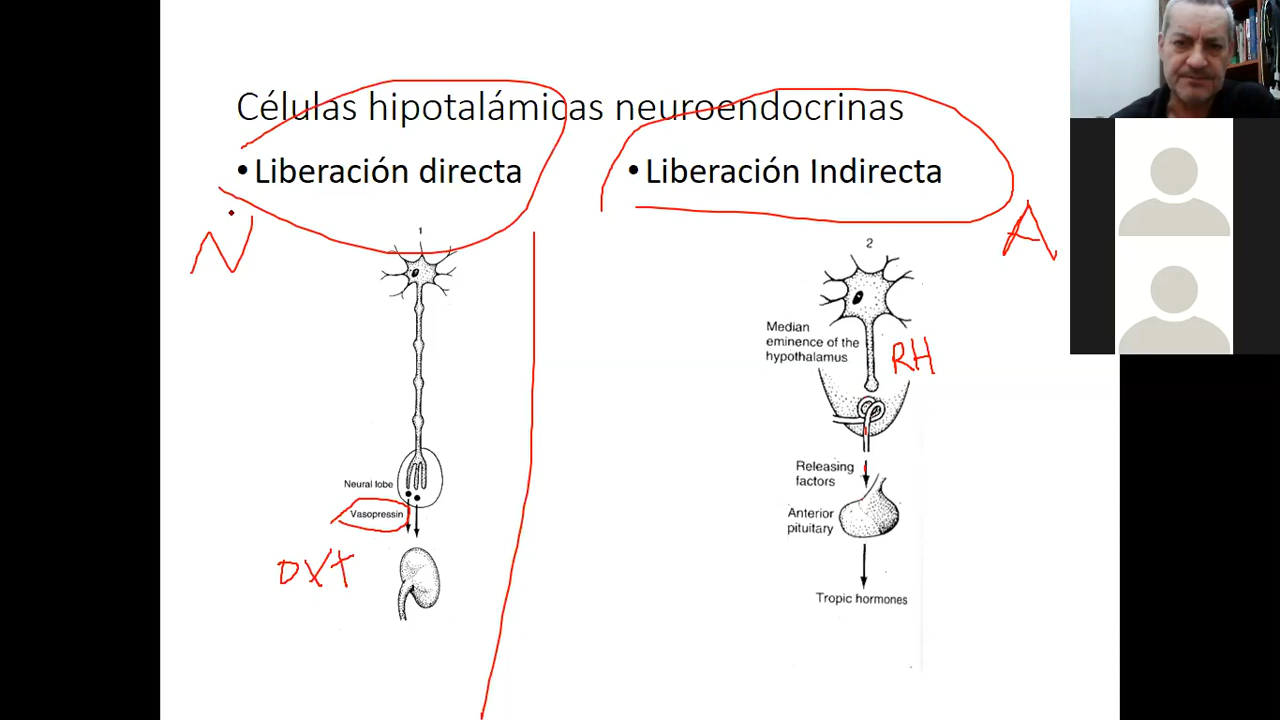 Células hipotalámicas neuroendocrinas
• Liberación directa
• Liberación Indirecta
N
A
1
2
Median
eminence of the
hypothalamus
RH
Neural lobe
Vasopressin
OXT
Releasing
factors
Anterior
pituitary
Tropic hormones